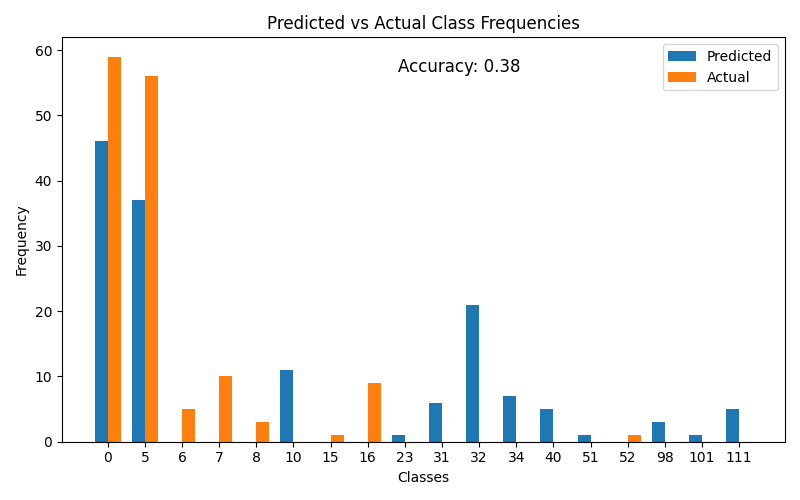 Predicted vs Actual Class Frequencies
Accuracy: 0.38
Predicted
Actual
60
50
40
30
20
10
0
Frequency
0 5 6 7 8 10 15 16 23 31 32 34 40 51 52 98 101 111
Classes